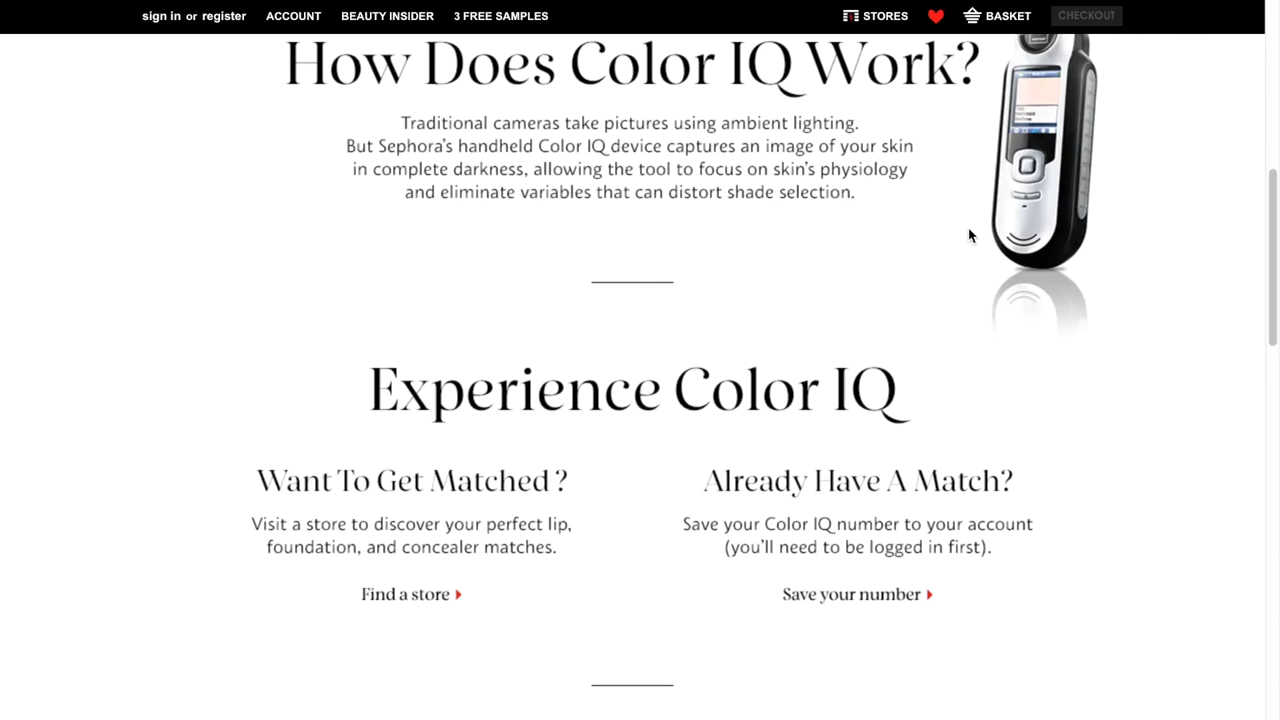 sign in or register ACCOUNT BEAUTY INSIDER 3 FREE SAMPLES STORES BASKET CHECKOUT
How Does Color IQ Work?
Traditional cameras take pictures using ambient lighting.
But Sephora's handheld Color IQ device captures an image of your skin
in complete darkness, allowing the tool to focus on skin's physiology
and eliminate variables that can distort shade selection.
Experience Color IQ
Want To Get Matched ?
Visit a store to discover your perfect lip,
foundation, and concealer matches.
Find a store
Already Have A Match?
Save your Color IQ number to your account
(you'll need to be logged in first).
Save your number